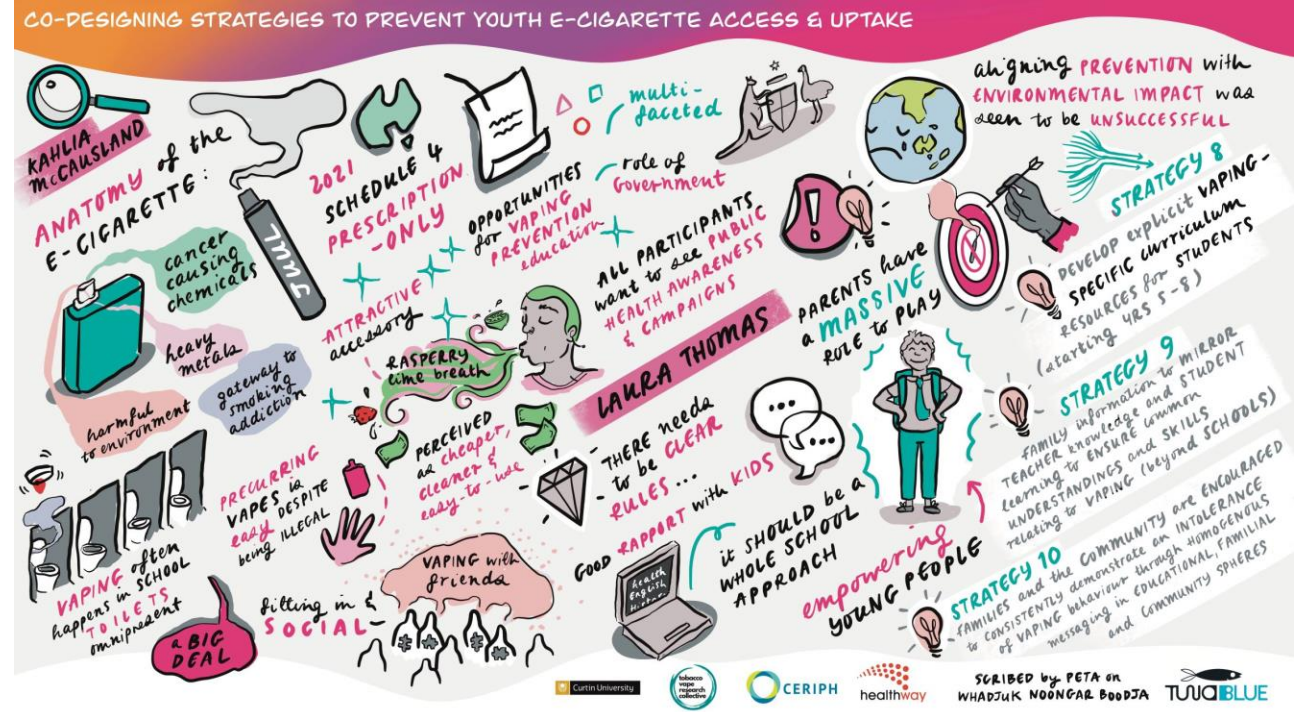 CO-DESIGNING STRATEGIES TO PREVENT YOUTH E-CIGARETTE ACCESS & UPTAKE
KAHLIA
McCAUSLAND
ANATOMY of the
E-CIGARETTE:
cancer
causing
chemicals
heavy
metals
gateway to
smoking
addiction
harmful
to environment
JUUL
2021
SCHEDULE 4
PRESCRIPTION
-ONLY
multi-
faceted
role of
Government
OPPORTUNITIES
for VAPING
PREVENTION
education
ATTRACTIVE
accessory
RASPERRY
lime breath
PERCEIVED
as cheaper,
cleaner &
easy-to-use
PRECURRING
VAPES is
easy DESPITE
being ILLEGAL
VAPING often
happens in SCHOOL
TOILETS
omnipresent
a BIG
DEAL
fitting in &
SOCIAL-
VAPING with
friends
ALL PARTICIPANTS
want to see PUBLIC
HEALTH AWARENESS
& CAMPAIGNS
!
LAURA THOMAS
THERE needs
to be CLEAR
RULES...
GOOD RAPPORT with KIDS
health
English
it SHOULD BE a
WHOLE SCHOOL
APPROACH
PARENTS have
a MASSIVE
ROLE to PLAY
empowering
YOUNG PEOPLE
aligning PREVENTION with
ENVIRONMENTAL IMPACT was
seen to be UNSUCCESSFUL
STRATEGY 8
DEVELOP explicit VAPING-
SPECIFIC curriculum
RESOURCES for STUDENTS
(starting YRS 5-8)
STRATEGY 9
FAMILY information to MIRROR
TEACHER knowledge and STUDENT
learning to ENSURE common
UNDERSTANDINGS and SKILLS
relating to VAPING (beyond SCHOOLS)
STRATEGY 10
FAMILIES and the COMMUNITY are ENCOURAGED
to CONSISTENTLY demonstrate an INTOLERANCE
of VAPING behaviour through HOMOGENOUS
messaging in EDUCATIONAL, FAMILIAL
and COMMUNITY SPHERES
Curtin University
tobacco
vape
research
collective
CERIPH
healthway
SCRIBED by PETA on
WHADJUK NOONGAR BOODJA
TUNA BLUE